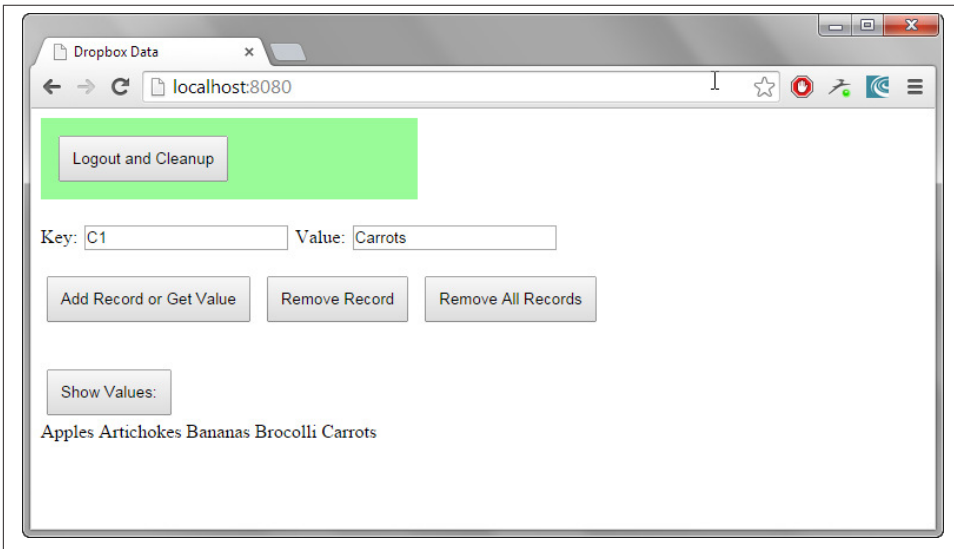 Dropbox Data
localhost:8080
Logout and Cleanup
Key: C1 Value: Carrots
Add Record or Get Value Remove Record Remove All Records
Show Values:
Apples Artichokes Bananas Brocolli Carrots